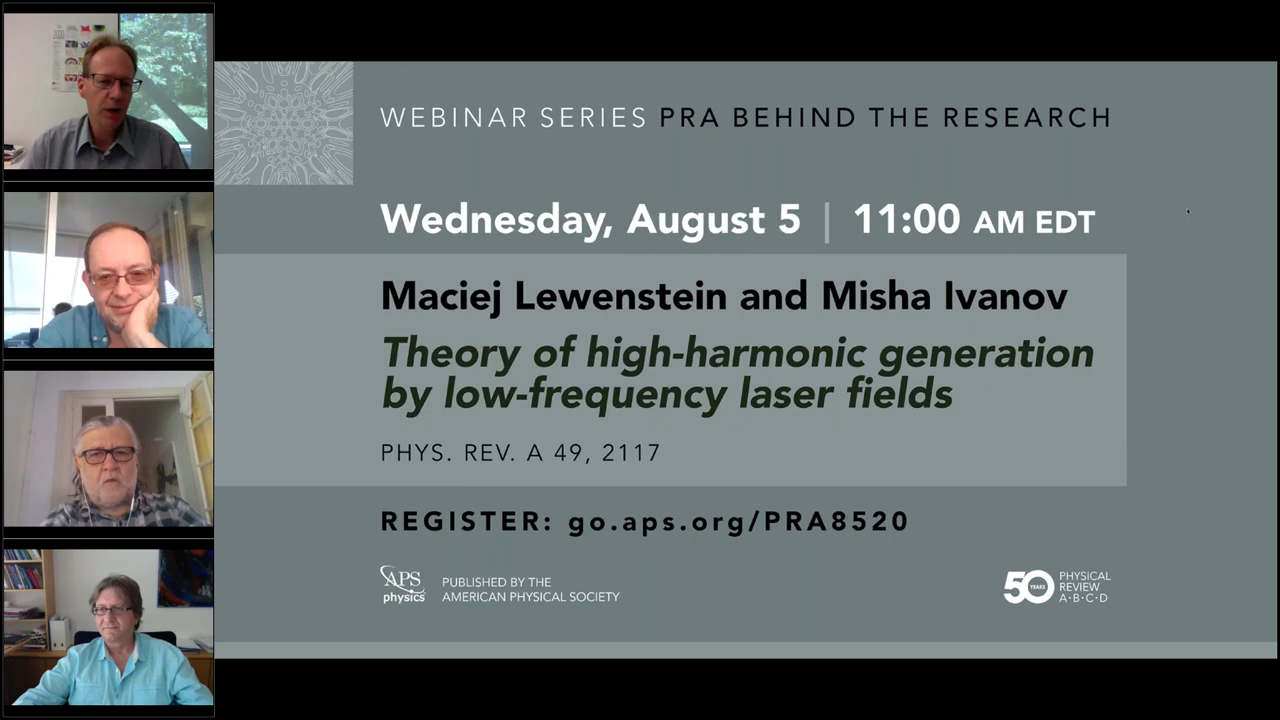 WEBINAR SERIES PRA BEHIND THE RESEARCH
Wednesday, August 5 | 11:00 AM EDT
Maciej Lewenstein and Misha Ivanov
Theory of high-harmonic generation
by low-frequency laser fields
PHYS. REV. A 49, 2117
REGISTER: go.aps.org/PRA8520
APS
physics
PUBLISHED BY THE
AMERICAN PHYSICAL SOCIETY
50
YEARS
PHYSICAL
REVIEW
A·B·C·D